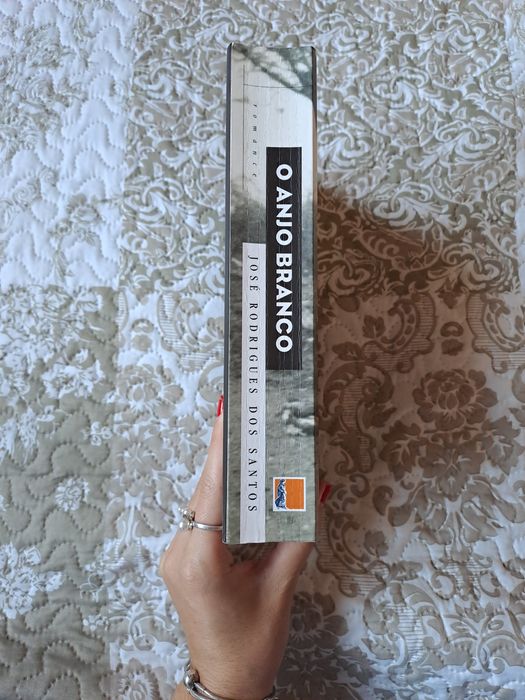 romance
O ANJO BRANCO
JOSÉ RODRIGUES DOS SANTOS